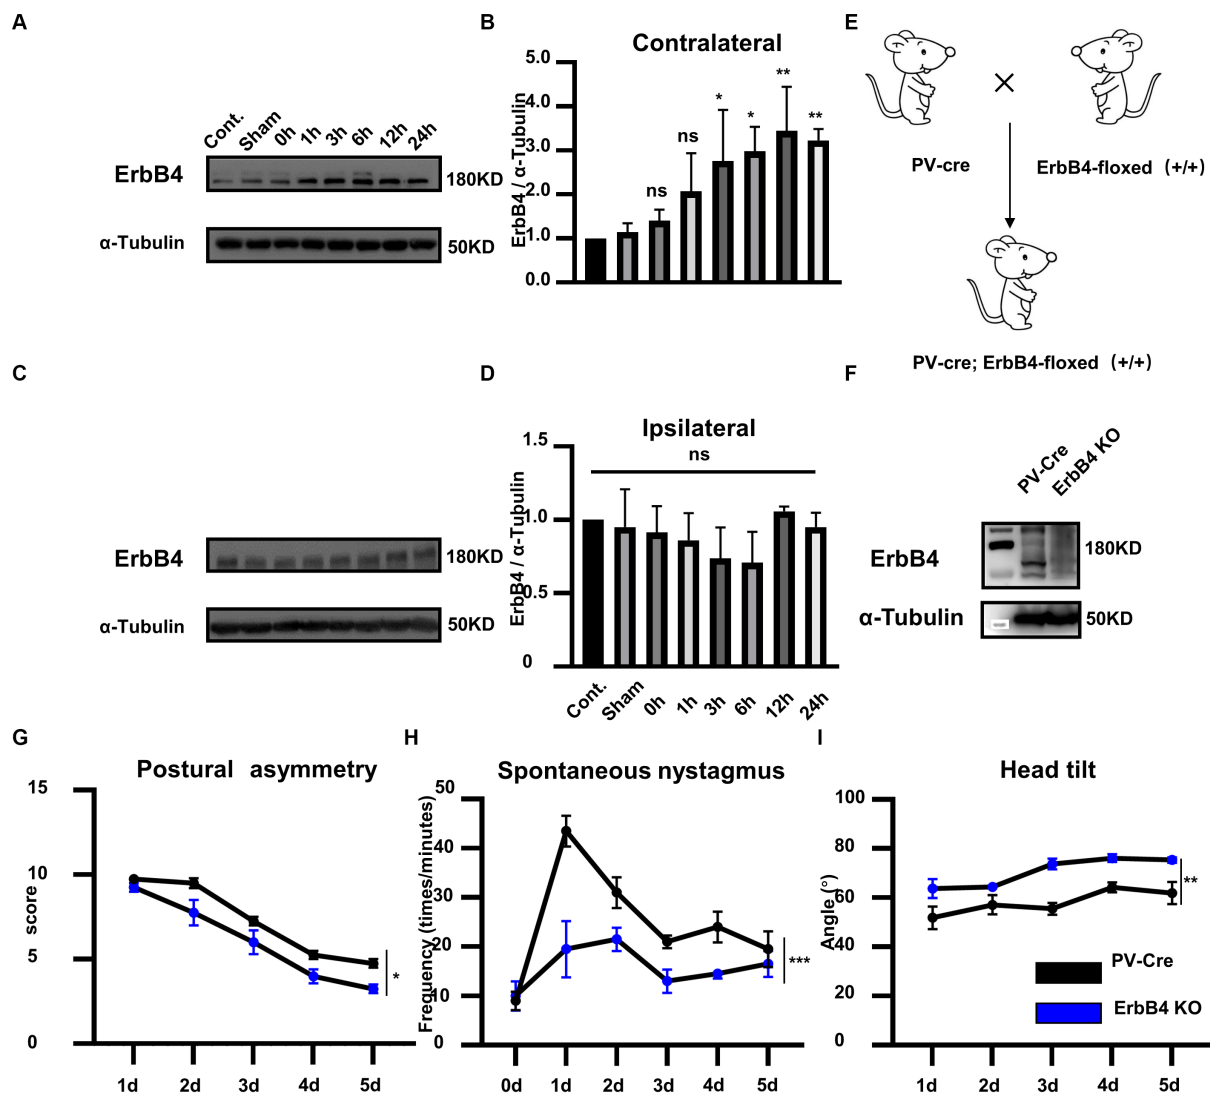 A
Cont. Sham 0h 1h 3h 6h 12h 24h
ErbB4 180KD
α-Tubulin 50KD
B
Contralateral
ErbB4 / α-Tubulin
5.0
4.0
3.0
2.0
1.0
0.0
ns ns * * ** **
E
PV-cre
ErbB4-floxed (+/+)
PV-cre; ErbB4-floxed (+/+)
C
ErbB4 180KD
α-Tubulin 50KD
D
Ipsilateral
ns
ErbB4 / α-Tubulin
1.5
1.0
0.5
0
Cont. Sham 0h 1h 3h 6h 12h 24h
F
PV-Cre ErbB4 KO
ErbB4 180KD
α-Tubulin 50KD
G
Postural asymmetry
score
15
10
5
0
*
1d 2d 3d 4d 5d
H
Spontaneous nystagmus
Frequency (times/minutes)
50
40
30
20
10
0
***
0d 1d 2d 3d 4d 5d
I
Head tilt
Angle (°)
100
80
60
40
20
0
**
PV-Cre
ErbB4 KO
1d 2d 3d 4d 5d